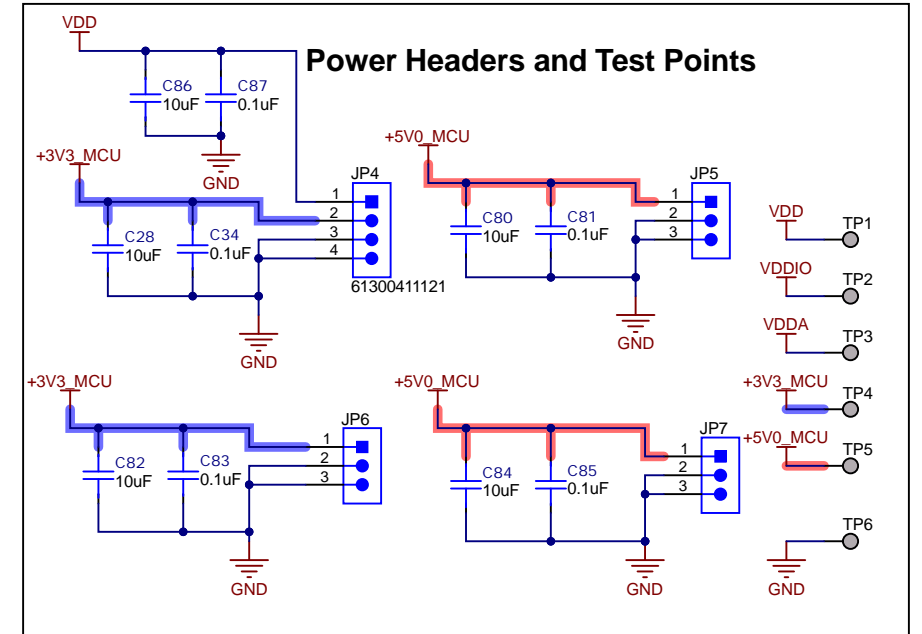 VDD
Power Headers and Test Points
C86
10uF
C87
0.1uF
GND
+3V3_MCU
C28
10uF
C34
0.1uF
GND
JP4
1
2
3
4
61300411121
+5V0_MCU
C80
10uF
C81
0.1uF
GND
JP5
1
2
3
VDD
TP1
VDDIO
TP2
VDDA
TP3
+3V3_MCU
TP4
+5V0_MCU
TP5
TP6
GND
+3V3_MCU
C82
10uF
C83
0.1uF
GND
JP6
1
2
3
+5V0_MCU
C84
10uF
C85
0.1uF
GND
JP7
1
2
3